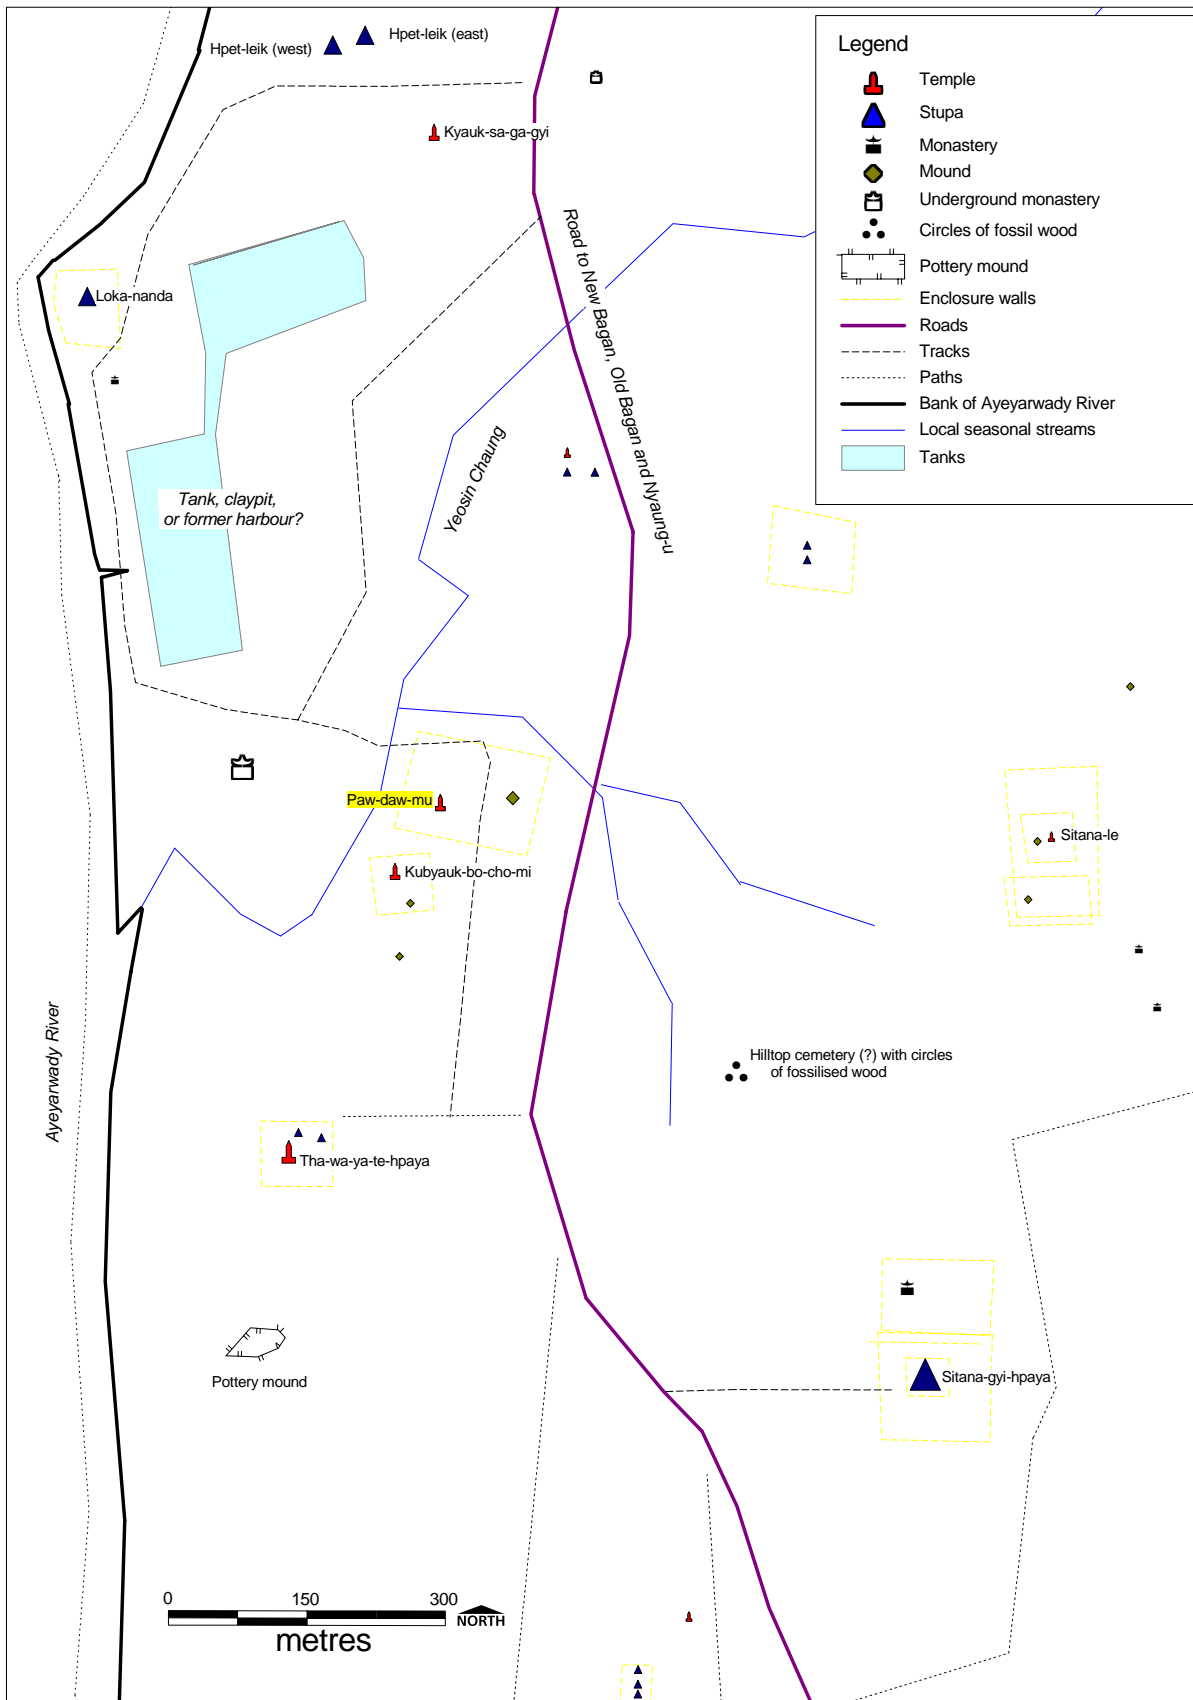 Hpet-leik (west)
Hpet-leik (east)
Kyauk-sa-ga-gyi
Loka-nanda
Road to New Bagan, Old Bagan and Nyaung-u
Yeosin Chaung
Tank, claypit,
or former harbour?
Legend
Temple
Stupa
Monastery
Mound
Underground monastery
Circles of fossil wood
Pottery mound
Enclosure walls
Roads
Tracks
Paths
Bank of Ayeyarwady River
Local seasonal streams
Tanks
Paw-daw-mu
Kubyauk-bo-cho-mi
Sitana-le
Ayeyarwady River
Hilltop cemetery (?) with circles
of fossilised wood
Tha-wa-ya-te-hpaya
Pottery mound
Sitana-gyi-hpaya
0 150 300
NORTH
metres